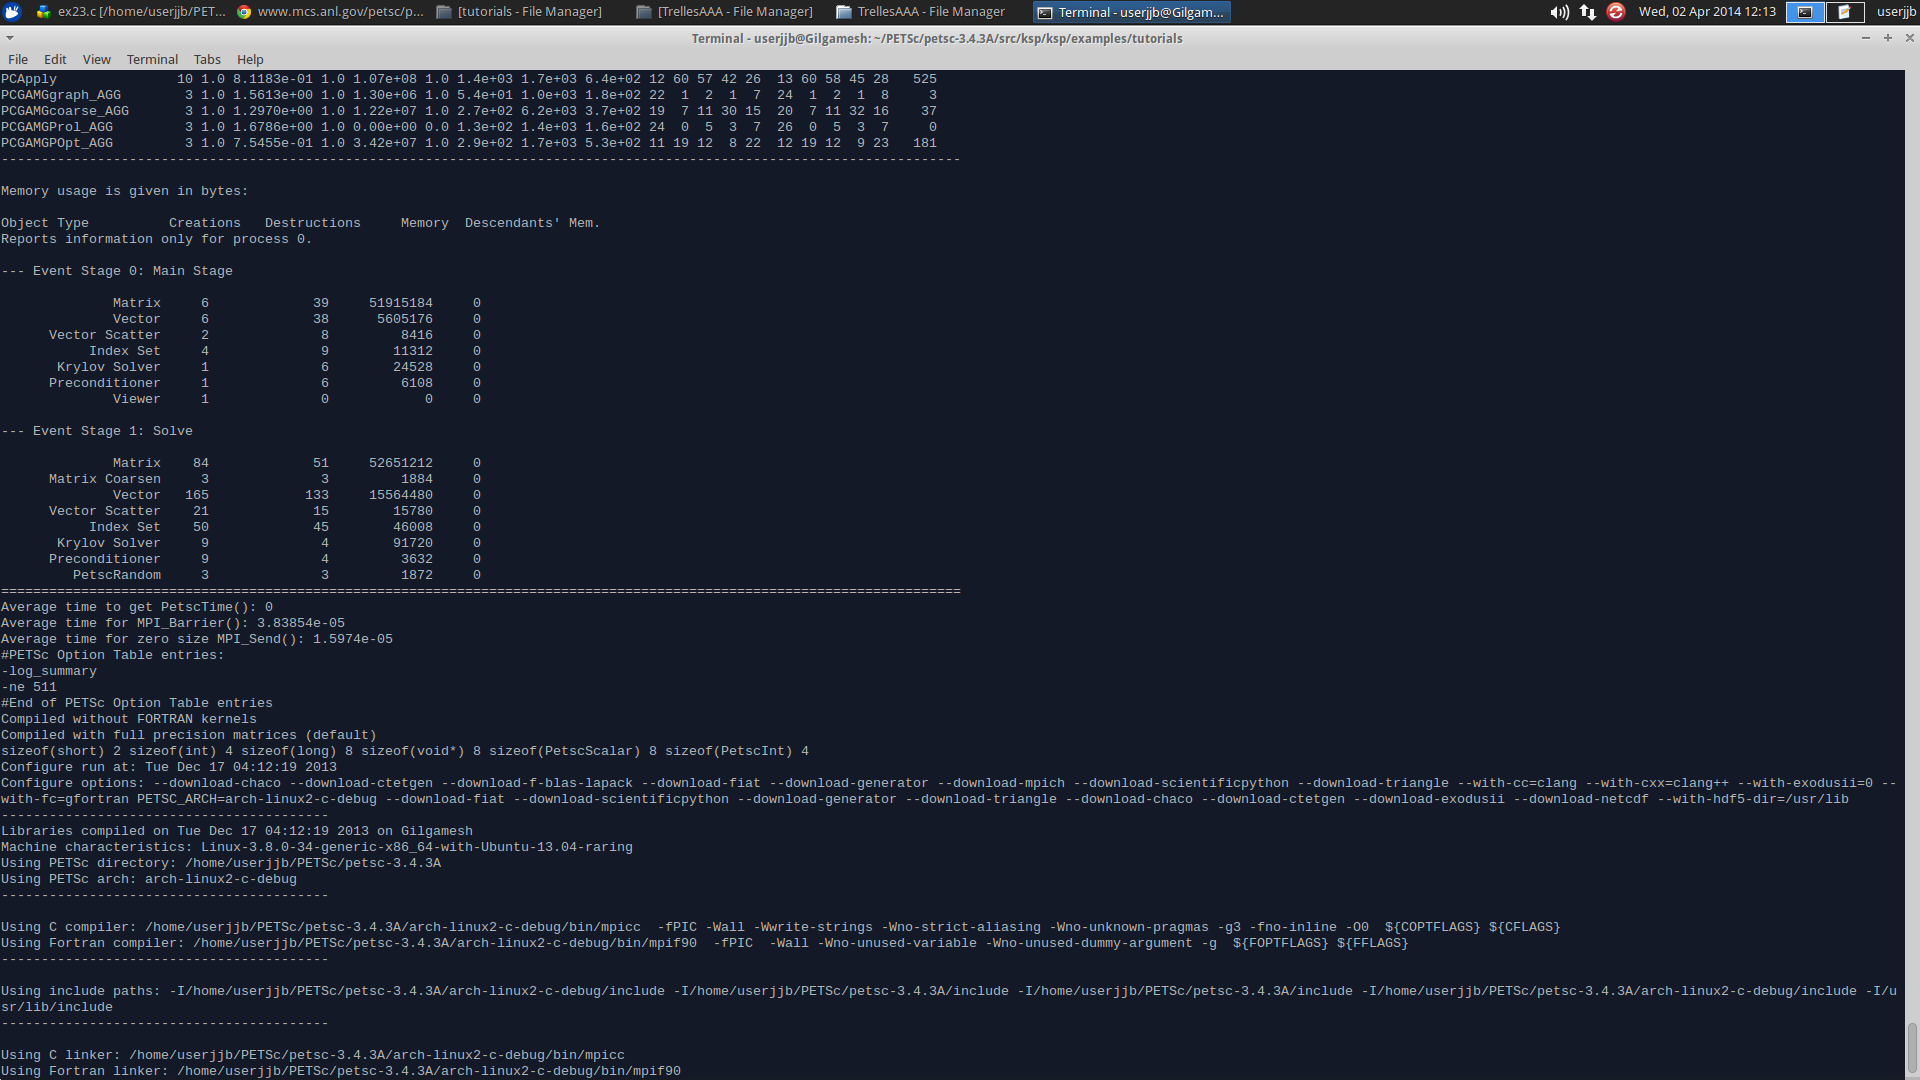 ex23.c [/home/userjjb/PET... www.mcs.anl.gov/petsc/p... [tutorials - File Manager] [TrellesAAA - File Manager] TrellesAAA - File Manager Terminal - userjjb@Gilgam... Wed, 02 Apr 2014 12:13 userjjb
Terminal - userjjb@Gilgamesh: ~/PETSc/petsc-3.4.3A/src/ksp/ksp/examples/tutorials
File Edit View Terminal Tabs Help
PCApply               10 1.0 8.1183e-01 1.0 1.07e+08 1.0 1.4e+03 1.7e+03 6.4e+02 12 60 57 42 26  13 60 58 45 28   525
PCGAMGgraph_AGG        3 1.0 1.5613e+00 1.0 1.30e+06 1.0 5.4e+01 1.0e+03 1.8e+02 22  1  2  1  7  24  1  2  1  8     3
PCGAMGcoarse_AGG       3 1.0 1.2970e+00 1.0 1.22e+07 1.0 2.7e+02 6.2e+03 3.7e+02 19  7 11 30 15  20  7 11 32 16    37
PCGAMGProl_AGG         3 1.0 1.6786e+00 1.0 0.00e+00 0.0 1.3e+02 1.4e+03 1.6e+02 24  0  5  3  7  26  0  5  3  7     0
PCGAMGPOpt_AGG         3 1.0 7.5455e-01 1.0 3.42e+07 1.0 2.9e+02 1.7e+03 5.3e+02 11 19 12  8 22  12 19 12  9 23   181
------------------------------------------------------------------------------------------------------------------------
Memory usage is given in bytes:
Object Type          Creations   Destructions     Memory  Descendants' Mem.
Reports information only for process 0.
--- Event Stage 0: Main Stage
Matrix     6             39     51915184     0
Vector     6             38      5605176     0
Vector Scatter     2              8         8416     0
Index Set     4              9        11312     0
Krylov Solver     1              6        24528     0
Preconditioner     1              6         6108     0
Viewer     1              0            0     0
--- Event Stage 1: Solve
Matrix    84             51     52651212     0
Matrix Coarsen     3              3         1884     0
Vector   165            133     15564480     0
Vector Scatter    21             15        15780     0
Index Set    50             45        46008     0
Krylov Solver     9              4        91720     0
Preconditioner     9              4         3632     0
PetscRandom     3              3         1872     0
========================================================================================================================
Average time to get PetscTime(): 0
Average time for MPI_Barrier(): 3.83854e-05
Average time for zero size MPI_Send(): 1.5974e-05
#PETSc Option Table entries:
-log_summary
-ne 511
#End of PETSc Option Table entries
Compiled without FORTRAN kernels
Compiled with full precision matrices (default)
sizeof(short) 2 sizeof(int) 4 sizeof(long) 8 sizeof(void*) 8 sizeof(PetscScalar) 8 sizeof(PetscInt) 4
Configure run at: Tue Dec 17 04:12:19 2013
Configure options: --download-chaco --download-ctetgen --download-f-blas-lapack --download-fiat --download-generator --download-mpich --download-scientificpython --download-triangle --with-cc=clang --with-cxx=clang++ --with-exodusii=0 --
with-fc=gfortran PETSC_ARCH=arch-linux2-c-debug --download-fiat --download-scientificpython --download-generator --download-triangle --download-chaco --download-ctetgen --download-exodusii --download-netcdf --with-hdf5-dir=/usr/lib
-----------------------------------------
Libraries compiled on Tue Dec 17 04:12:19 2013 on Gilgamesh
Machine characteristics: Linux-3.8.0-34-generic-x86_64-with-Ubuntu-13.04-raring
Using PETSc directory: /home/userjjb/PETSc/petsc-3.4.3A
Using PETSc arch: arch-linux2-c-debug
-----------------------------------------
Using C compiler: /home/userjjb/PETSc/petsc-3.4.3A/arch-linux2-c-debug/bin/mpicc  -fPIC -Wall -Wwrite-strings -Wno-strict-aliasing -Wno-unknown-pragmas -g3 -fno-inline -O0  ${COPTFLAGS} ${CFLAGS}
Using Fortran compiler: /home/userjjb/PETSc/petsc-3.4.3A/arch-linux2-c-debug/bin/mpif90  -fPIC  -Wall -Wno-unused-variable -Wno-unused-dummy-argument -g  ${FOPTFLAGS} ${FFLAGS}
-----------------------------------------
Using include paths: -I/home/userjjb/PETSc/petsc-3.4.3A/arch-linux2-c-debug/include -I/home/userjjb/PETSc/petsc-3.4.3A/include -I/home/userjjb/PETSc/petsc-3.4.3A/include -I/home/userjjb/PETSc/petsc-3.4.3A/arch-linux2-c-debug/include -I/u
sr/lib/include
-----------------------------------------
Using C linker: /home/userjjb/PETSc/petsc-3.4.3A/arch-linux2-c-debug/bin/mpicc
Using Fortran linker: /home/userjjb/PETSc/petsc-3.4.3A/arch-linux2-c-debug/bin/mpif90